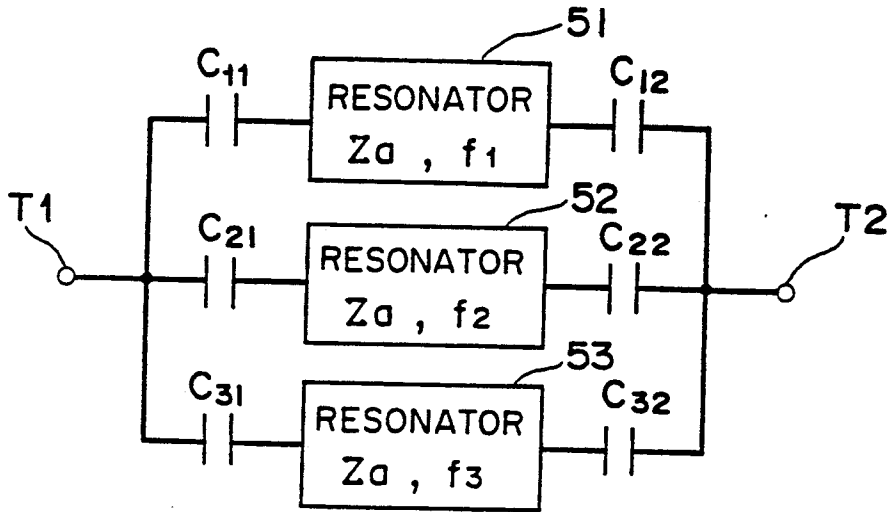 51
C11
C12
RESONATOR
Za , f1
T1
52
T2
C21
C22
RESONATOR
Za , f2
53
C31
C32
RESONATOR
Za , f3